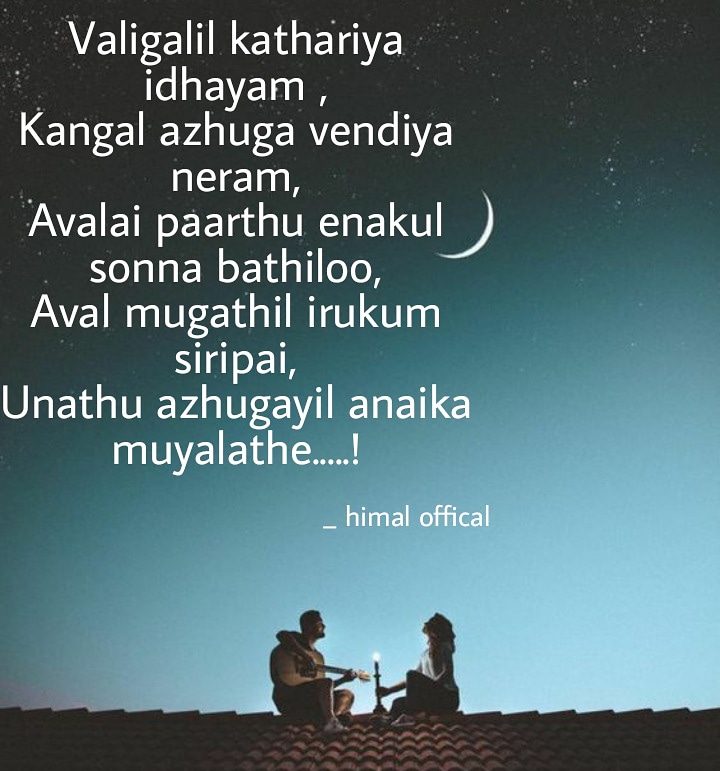 Valigalil kathariya
idhayam ,
Kangal azhuga vendiya
neram,
Avalai paarthu enakul
sonna bathiloo,
Aval mugathil irukum
siripai,
Unathu azhugayil anaika
muyalathe.....!
_ himal offical